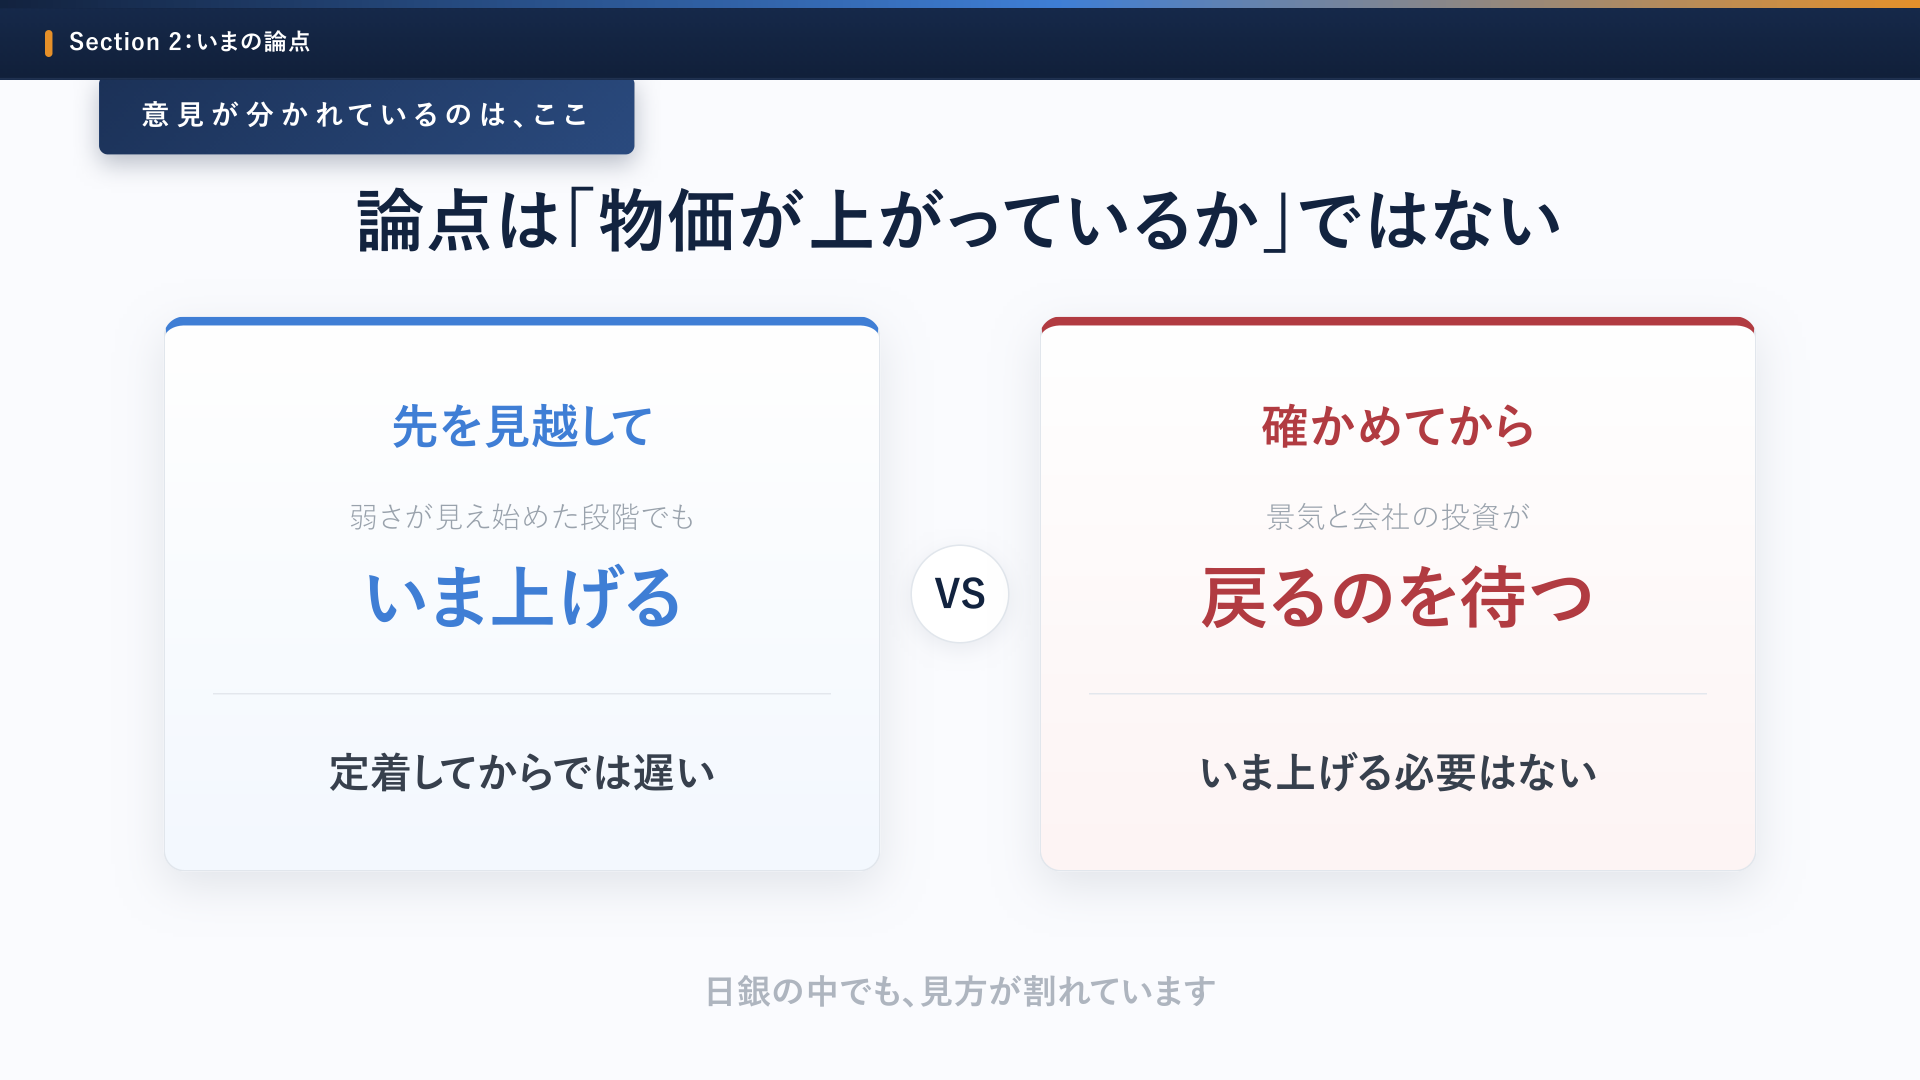 Section 2：いまの論点
意見が分かれているのは、ここ
論点は「物価が上がっているか」ではない
先を見越して
弱さが見え始めた段階でも
いま上げる
定着してからでは遅い
VS
確かめてから
景気と会社の投資が
戻るのを待つ
いま上げる必要はない
日銀の中でも、見方が割れています